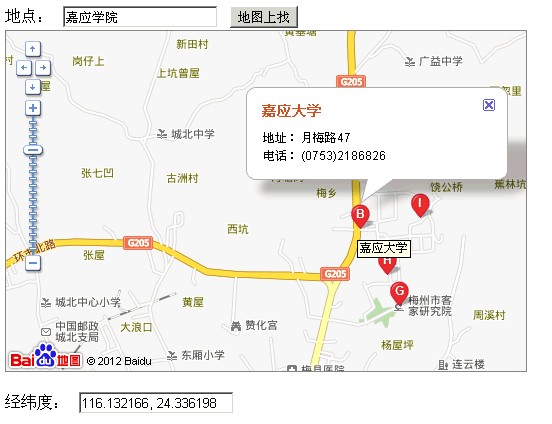 地点： 嘉应学院 地图上找
黄基塘
新田村
广益中学
岗仔上
上坑曾屋
G205
嘉应大学
地址： 月梅路47
电话： (0753)2186826
城北中学
张七凹
古洲村
梅乡
饶公桥
蕉林坑
B
I
西坑
嘉应大学
环市北路
G205
张屋
H
G205
G
城北中心小学
黄屋
梅州市客
家研究院
周溪村
中国邮政
城北支局
大浪口
赞化宫
杨屋坪
东厢小学
梅县医院
连云楼
Bai du 地图 © 2012 Baidu
经纬度： 116.132166, 24.336198